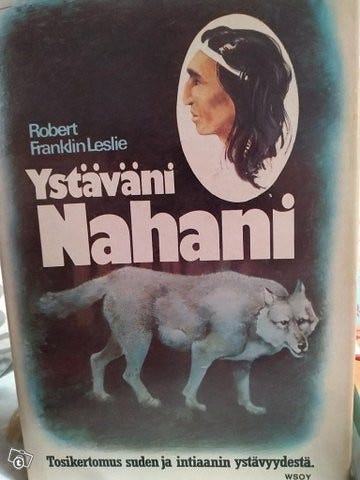 Robert
Franklin Leslie
Ystäväni
Nahani
Tosikertomus suden ja intiaanin ystävyydestä.
WSOY